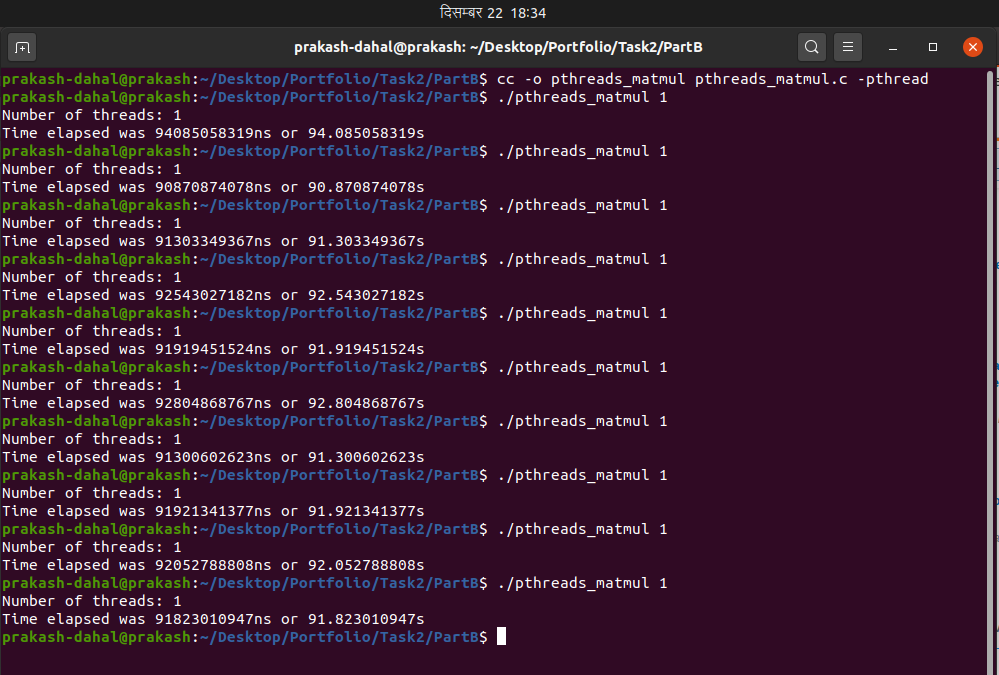 दिसम्बर 22 18:34
prakash-dahal@prakash: ~/Desktop/Portfolio/Task2/PartB
prakash-dahal@prakash:~/Desktop/Portfolio/Task2/PartB$ cc -o pthreads_matmul pthreads_matmul.c -pthread
prakash-dahal@prakash:~/Desktop/Portfolio/Task2/PartB$ ./pthreads_matmul 1
Number of threads: 1
Time elapsed was 94085058319ns or 94.085058319s
prakash-dahal@prakash:~/Desktop/Portfolio/Task2/PartB$ ./pthreads_matmul 1
Number of threads: 1
Time elapsed was 90870874078ns or 90.870874078s
prakash-dahal@prakash:~/Desktop/Portfolio/Task2/PartB$ ./pthreads_matmul 1
Number of threads: 1
Time elapsed was 91303349367ns or 91.303349367s
prakash-dahal@prakash:~/Desktop/Portfolio/Task2/PartB$ ./pthreads_matmul 1
Number of threads: 1
Time elapsed was 92543027182ns or 92.543027182s
prakash-dahal@prakash:~/Desktop/Portfolio/Task2/PartB$ ./pthreads_matmul 1
Number of threads: 1
Time elapsed was 91919451524ns or 91.919451524s
prakash-dahal@prakash:~/Desktop/Portfolio/Task2/PartB$ ./pthreads_matmul 1
Number of threads: 1
Time elapsed was 92804868767ns or 92.804868767s
prakash-dahal@prakash:~/Desktop/Portfolio/Task2/PartB$ ./pthreads_matmul 1
Number of threads: 1
Time elapsed was 91300602623ns or 91.300602623s
prakash-dahal@prakash:~/Desktop/Portfolio/Task2/PartB$ ./pthreads_matmul 1
Number of threads: 1
Time elapsed was 91921341377ns or 91.921341377s
prakash-dahal@prakash:~/Desktop/Portfolio/Task2/PartB$ ./pthreads_matmul 1
Number of threads: 1
Time elapsed was 92052788808ns or 92.052788808s
prakash-dahal@prakash:~/Desktop/Portfolio/Task2/PartB$ ./pthreads_matmul 1
Number of threads: 1
Time elapsed was 91823010947ns or 91.823010947s
prakash-dahal@prakash:~/Desktop/Portfolio/Task2/PartB$